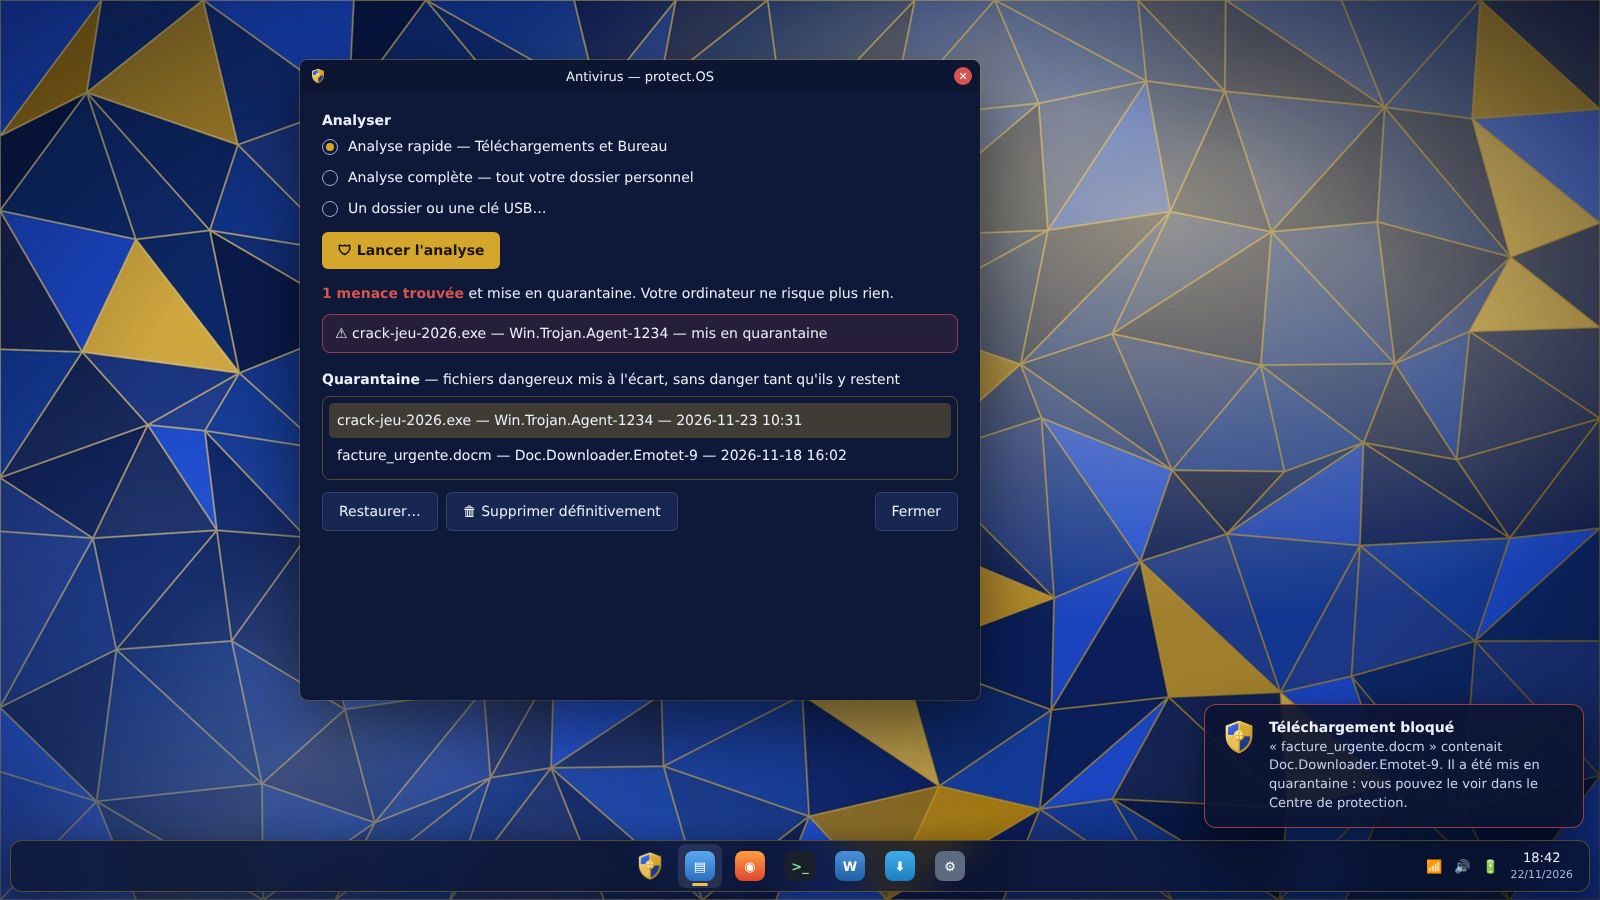 Antivirus — protect.OS
Analyser
Analyse rapide — Téléchargements et Bureau
Analyse complète — tout votre dossier personnel
Un dossier ou une clé USB…
Lancer l'analyse
1 menace trouvée et mise en quarantaine. Votre ordinateur ne risque plus rien.
⚠ crack-jeu-2026.exe — Win.Trojan.Agent-1234 — mis en quarantaine
Quarantaine — fichiers dangereux mis à l'écart, sans danger tant qu'ils y restent
crack-jeu-2026.exe — Win.Trojan.Agent-1234 — 2026-11-23 10:31
facture_urgente.docm — Doc.Downloader.Emotet-9 — 2026-11-18 16:02
Restaurer… Supprimer définitivement Fermer
Téléchargement bloqué
« facture_urgente.docm » contenait
Doc.Downloader.Emotet-9. Il a été mis en
quarantaine : vous pouvez le voir dans le
Centre de protection.
>_ W
18:42
22/11/2026